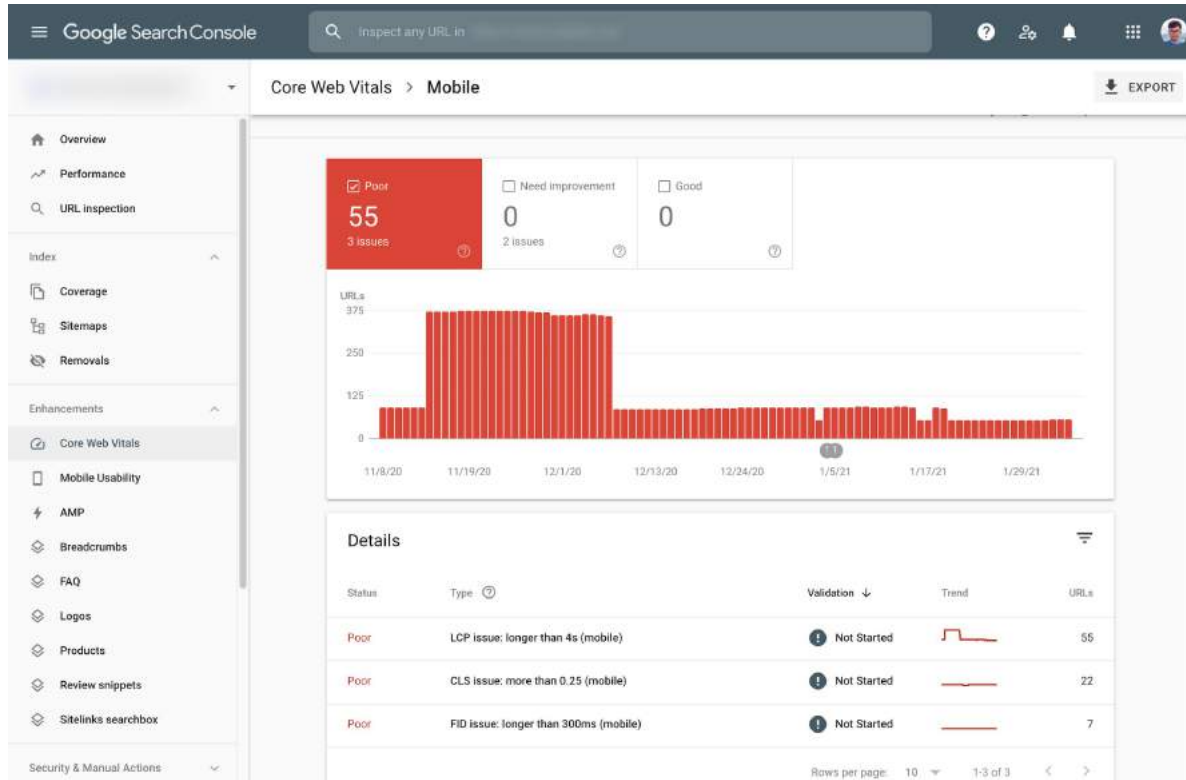 Google Search Console
Inspect any URL in
Core Web Vitals > Mobile
EXPORT
Overview
Performance
URL inspection
Index
Coverage
Sitemaps
Removals
Enhancements
Core Web Vitals
Mobile Usability
AMP
Breadcrumbs
FAQ
Logos
Products
Review snippets
Sitelinks searchbox
Security & Manual Actions
Poor
55
3 issues
Need improvement
0
2 issues
Good
0
URLs
375
250
125
0
1 1
11/8/20 11/19/20 12/1/20 12/13/20 12/24/20 1/5/21 1/17/21 1/29/21
Details
Status Type Validation Trend URLs
Poor LCP issue: longer than 4s (mobile) Not Started 55
Poor CLS issue: more than 0.25 (mobile) Not Started 22
Poor FID issue: longer than 300ms (mobile) Not Started 7
Rows per page: 10 1-3 of 3